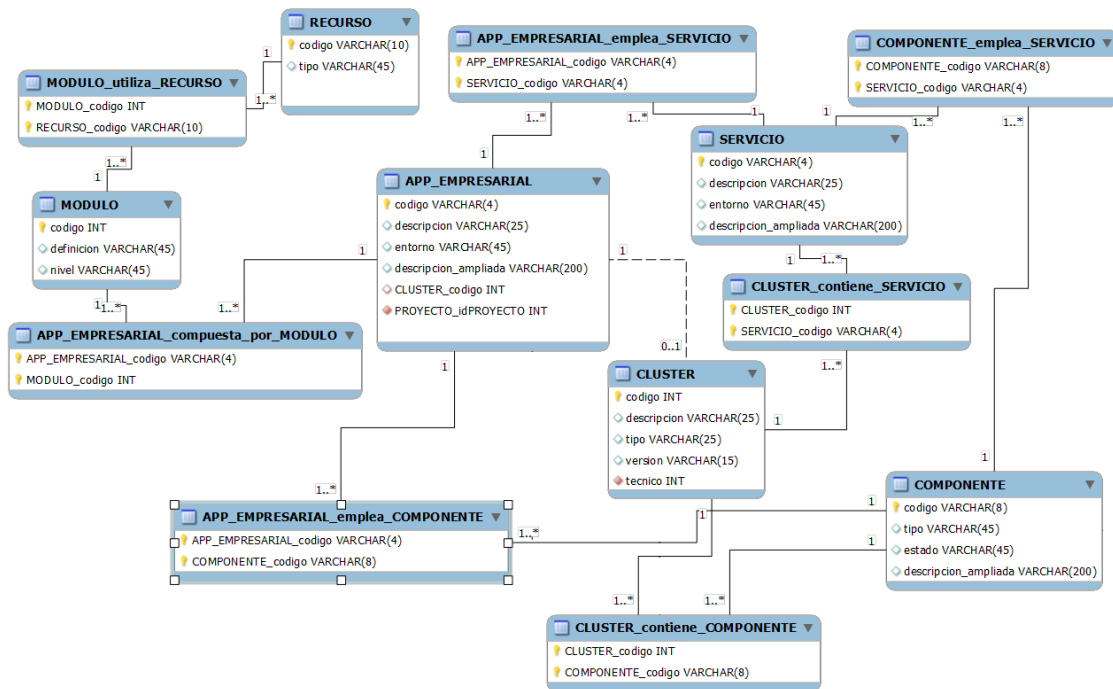 RECURSO
codigo VARCHAR(10)
tipo VARCHAR(45)
1
1..*
MODULO_utiliza_RECURSO
MODULO_codigo INT
RECURSO_codigo VARCHAR(10)
1..*
1
MODULO
codigo INT
definicion VARCHAR(45)
nivel VARCHAR(45)
1
1..*
APP_EMPRESARIAL_compuesta_por_MODULO
APP_EMPRESARIAL_codigo VARCHAR(4)
MODULO_codigo INT
1..*
1
APP_EMPRESARIAL_emplea_SERVICIO
APP_EMPRESARIAL_codigo VARCHAR(4)
SERVICIO_codigo VARCHAR(4)
1..*
1..*
1
1
APP_EMPRESARIAL
codigo VARCHAR(4)
descripcion VARCHAR(25)
entorno VARCHAR(45)
descripcion_ampliada VARCHAR(200)
CLUSTER_codigo INT
PROYECTO_idPROYECTO INT
1
0..1
1
1..*
COMPONENTE_emplea_SERVICIO
COMPONENTE_codigo VARCHAR(8)
SERVICIO_codigo VARCHAR(4)
1
1..*
1..*
1
SERVICIO
codigo VARCHAR(4)
descripcion VARCHAR(25)
entorno VARCHAR(45)
descripcion_ampliada VARCHAR(200)
1
1..*
CLUSTER_contiene_SERVICIO
CLUSTER_codigo INT
SERVICIO_codigo VARCHAR(4)
1..*
1
CLUSTER
codigo INT
descripcion VARCHAR(25)
tipo VARCHAR(25)
version VARCHAR(15)
tecnico INT
1
1..*
COMPONENTE
codigo VARCHAR(8)
tipo VARCHAR(45)
estado VARCHAR(45)
descripcion_ampliada VARCHAR(200)
1
1
1..*
APP_EMPRESARIAL_emplea_COMPONENTE
APP_EMPRESARIAL_codigo VARCHAR(4)
COMPONENTE_codigo VARCHAR(8)
1..*
CLUSTER_contiene_COMPONENTE
CLUSTER_codigo INT
COMPONENTE_codigo VARCHAR(8)